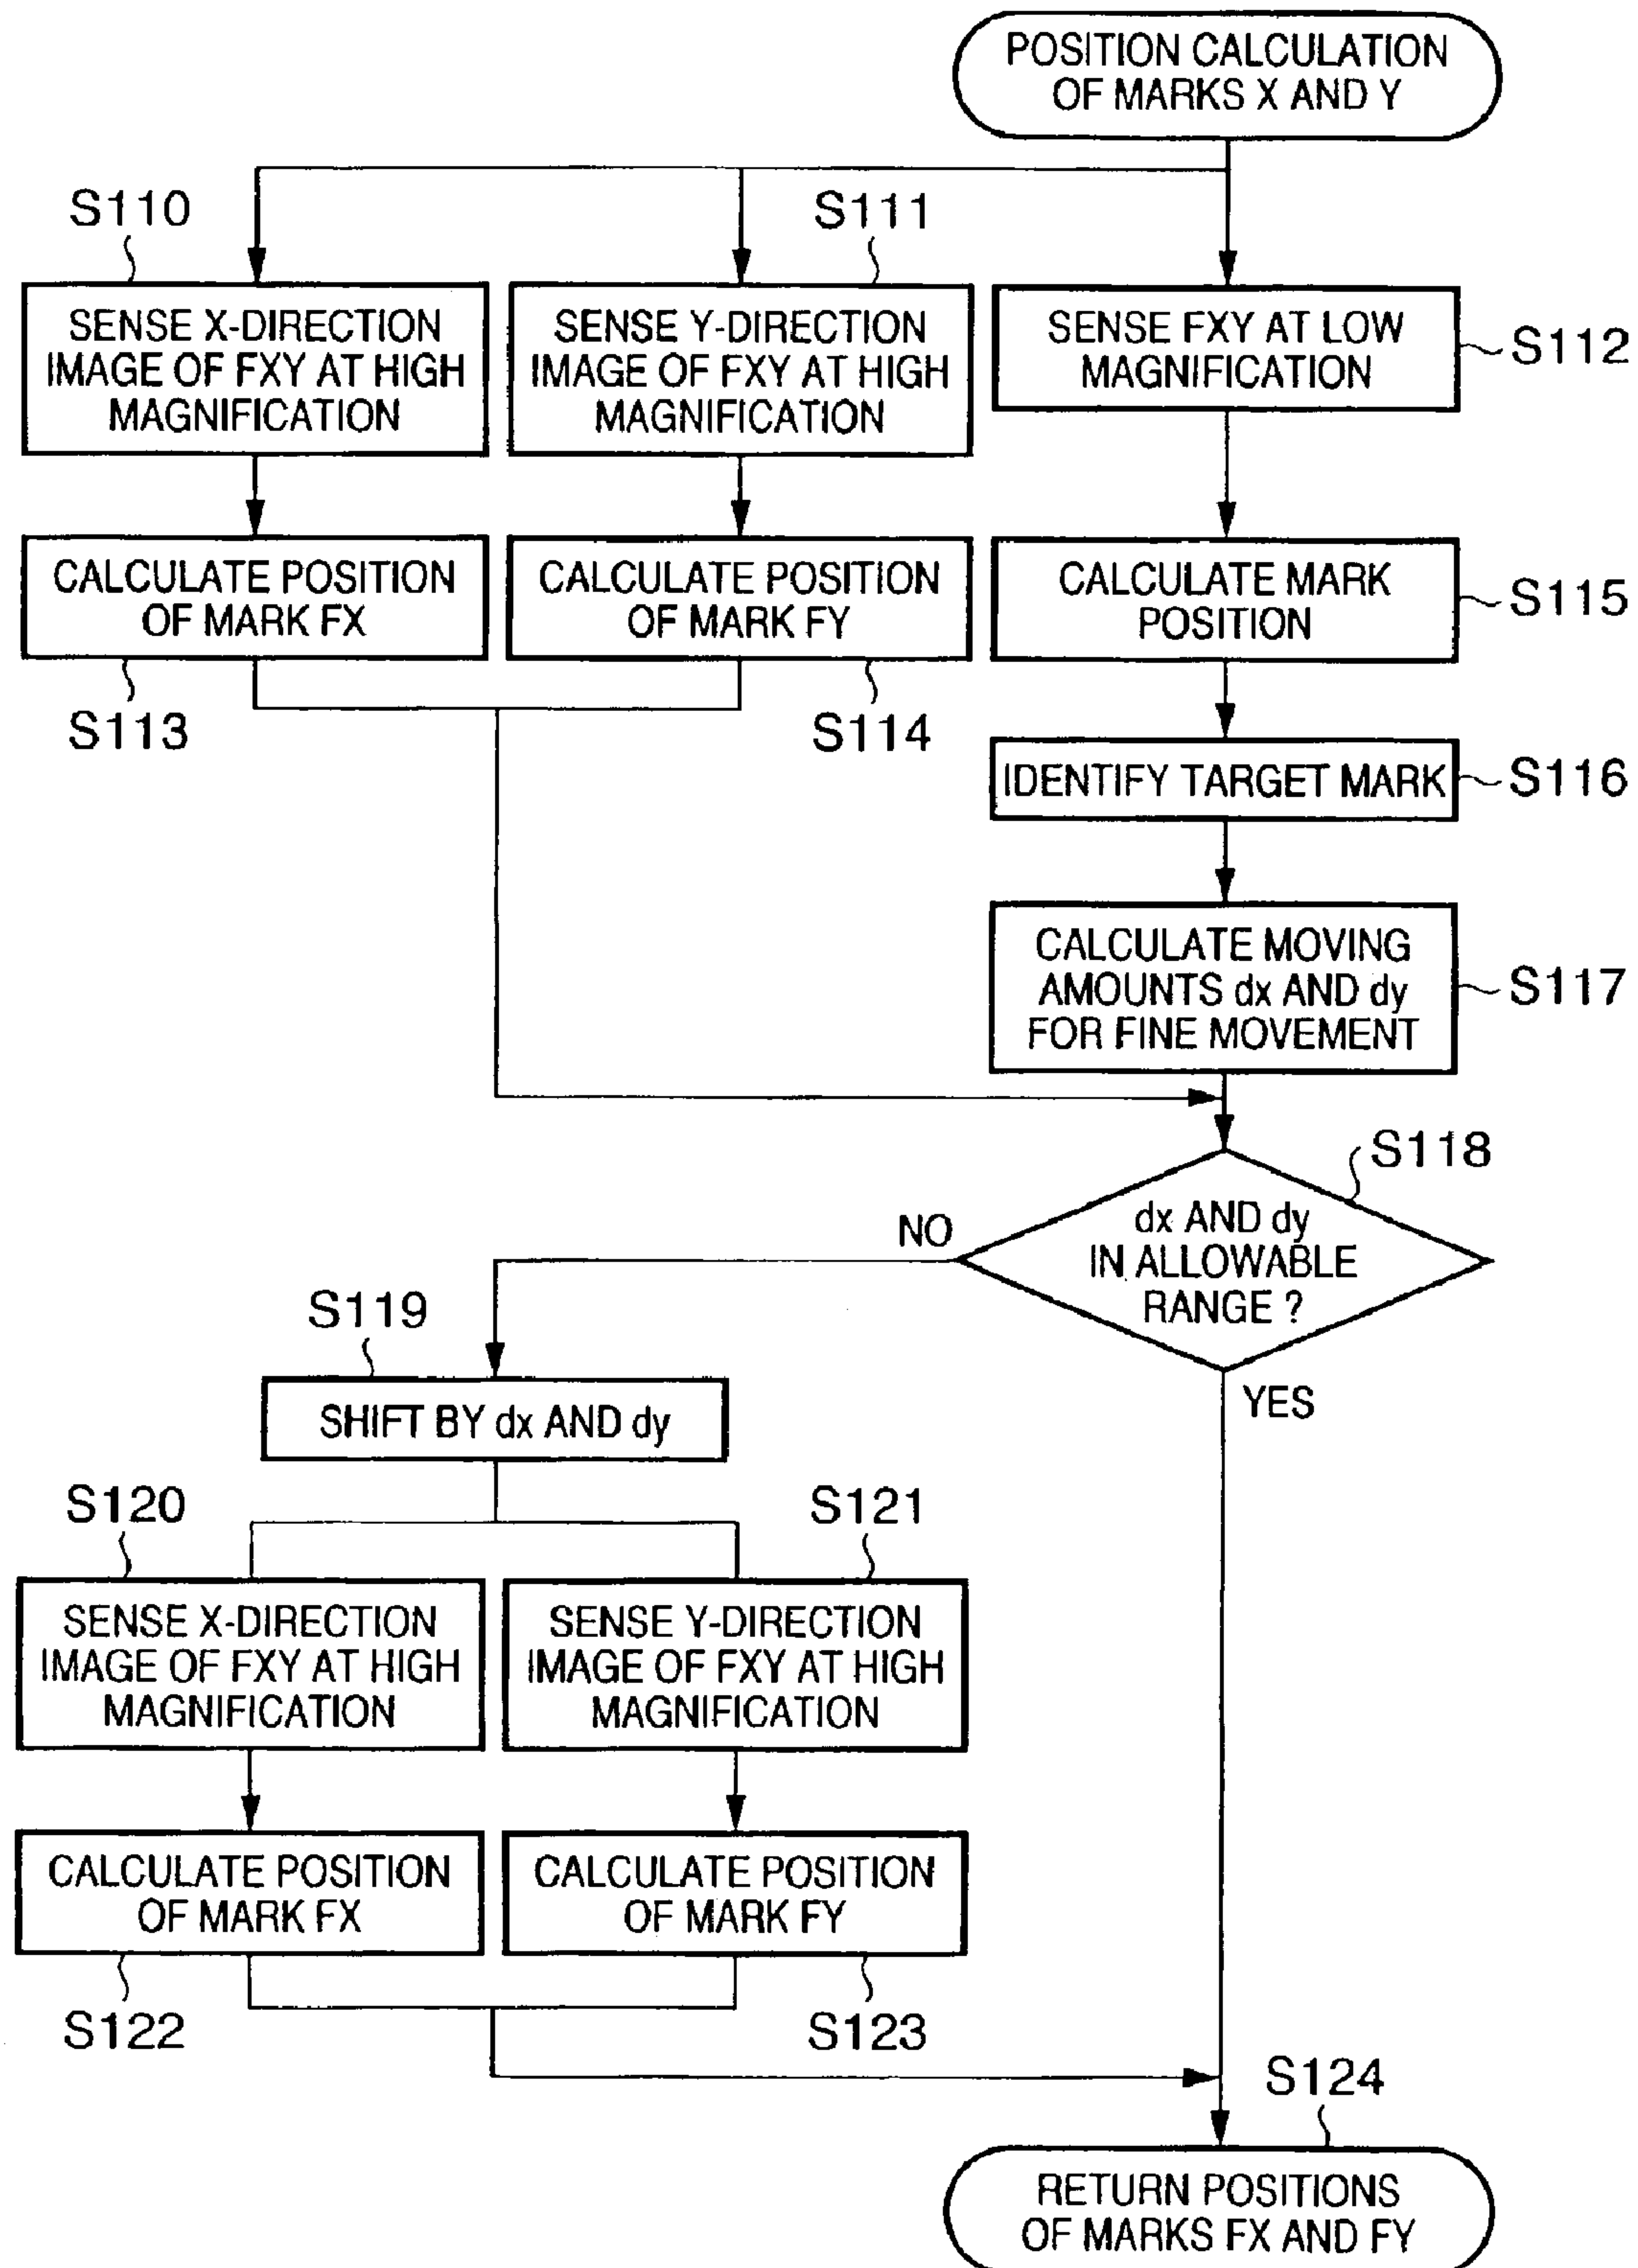 POSITION CALCULATION
OF MARKS X AND Y
S110
S111
SENSE X-DIRECTION
IMAGE OF FXY AT HIGH
MAGNIFICATION
SENSE Y-DIRECTION
IMAGE OF FXY AT HIGH
MAGNIFICATION
SENSE FXY AT LOW
MAGNIFICATION
S112
CALCULATE POSITION
OF MARK FX
CALCULATE POSITION
OF MARK FY
CALCULATE MARK
POSITION
S115
S113
S114
IDENTIFY TARGET MARK
S116
CALCULATE MOVING
AMOUNTS dx AND dy
FOR FINE MOVEMENT
S117
S118
dx AND dy
IN ALLOWABLE
RANGE ?
NO
YES
S119
SHIFT BY dx AND dy
S120
S121
SENSE X-DIRECTION
IMAGE OF FXY AT HIGH
MAGNIFICATION
SENSE Y-DIRECTION
IMAGE OF FXY AT HIGH
MAGNIFICATION
CALCULATE POSITION
OF MARK FX
CALCULATE POSITION
OF MARK FY
S122
S123
S124
RETURN POSITIONS
OF MARKS FX AND FY